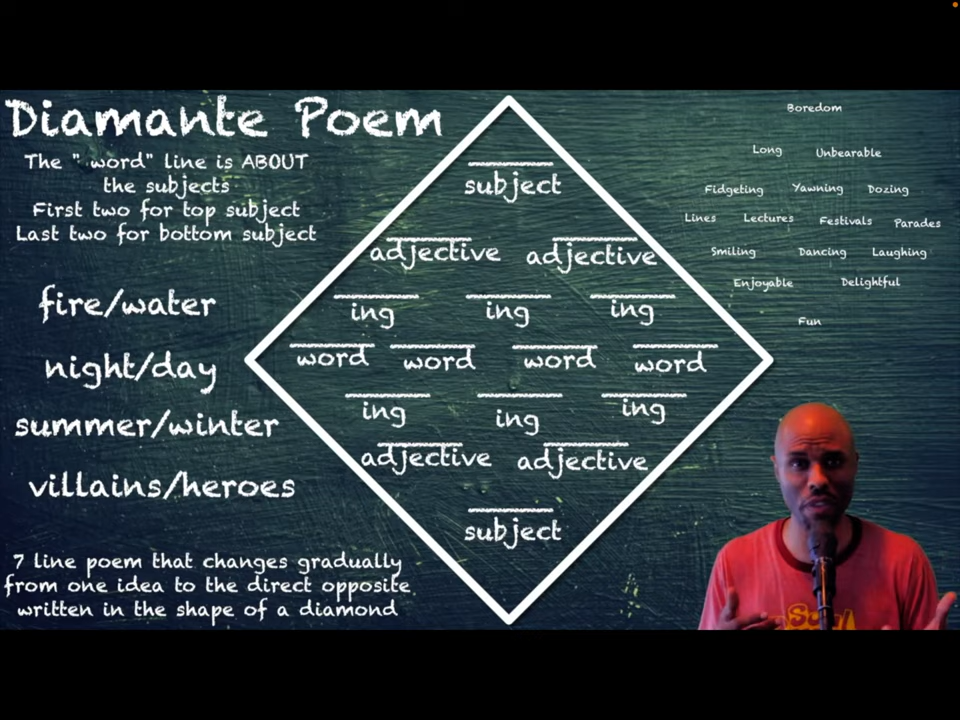 Diamante Poem
The " word" line is ABOUT
the subjects
First two for top subject
Last two for bottom subject
fire/water
night/day
summer/winter
villains/heroes
7 line poem that changes gradually
from one idea to the direct opposite
written in the shape of a diamond
subject
adjective adjective
ing ing ing
word word word word
ing ing ing
adjective adjective
subject
Boredom
Long Unbearable
Fidgeting Yawning Dozing
Lines Lectures Festivals Parades
Smiling Dancing Laughing
Enjoyable Delightful
Fun